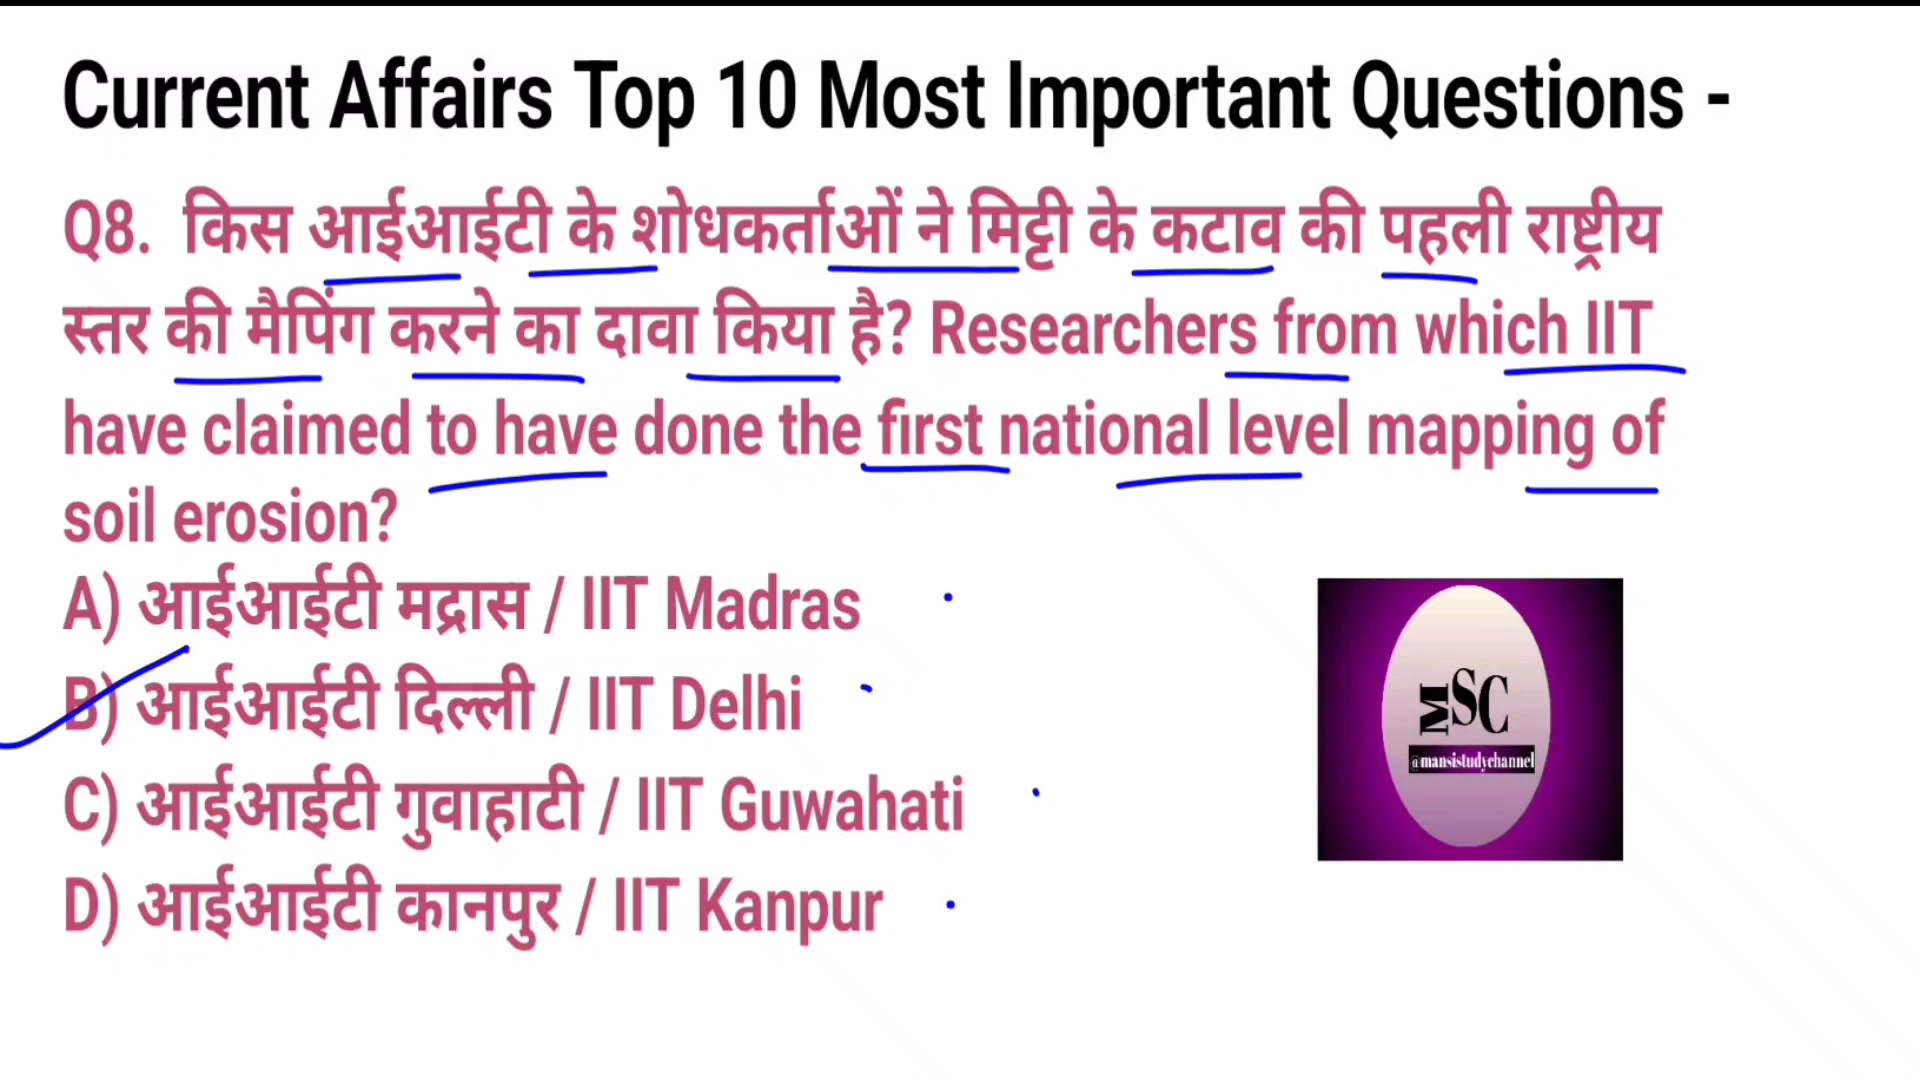 Current Affairs Top 10 Most Important Questions -
Q8. किस आईआईटी के शोधकर्ताओं ने मिट्टी के कटाव की पहली राष्ट्रीय
स्तर की मैपिंग करने का दावा किया है? Researchers from which IIT
have claimed to have done the first national level mapping of
soil erosion?
A) आईआईटी मद्रास / IIT Madras
B) आईआईटी दिल्ली / IIT Delhi
C) आईआईटी गुवाहाटी / IIT Guwahati
D) आईआईटी कानपुर / IIT Kanpur
MSC
@mansistudychannel